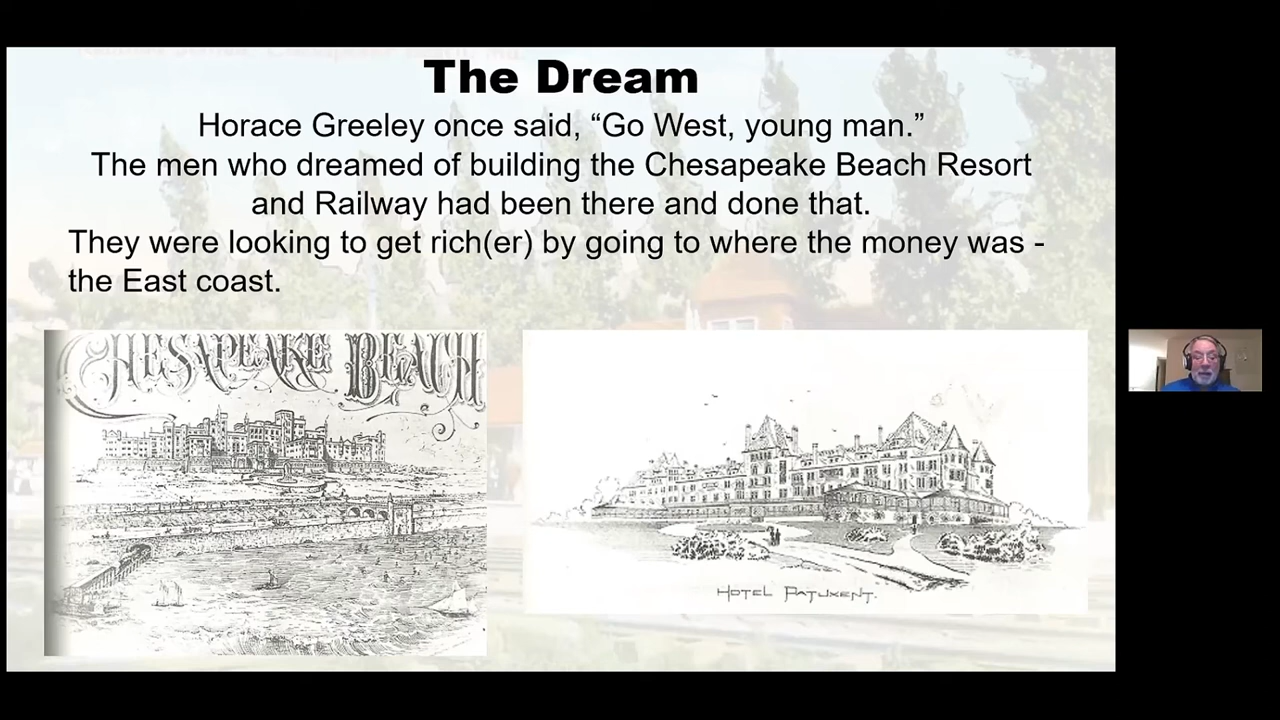 The Dream
Horace Greeley once said, “Go West, young man.”
The men who dreamed of building the Chesapeake Beach Resort
and Railway had been there and done that.
They were looking to get rich(er) by going to where the money was -
the East coast.
CHESAPEAKE BEACH
HOTEL PATUXENT.